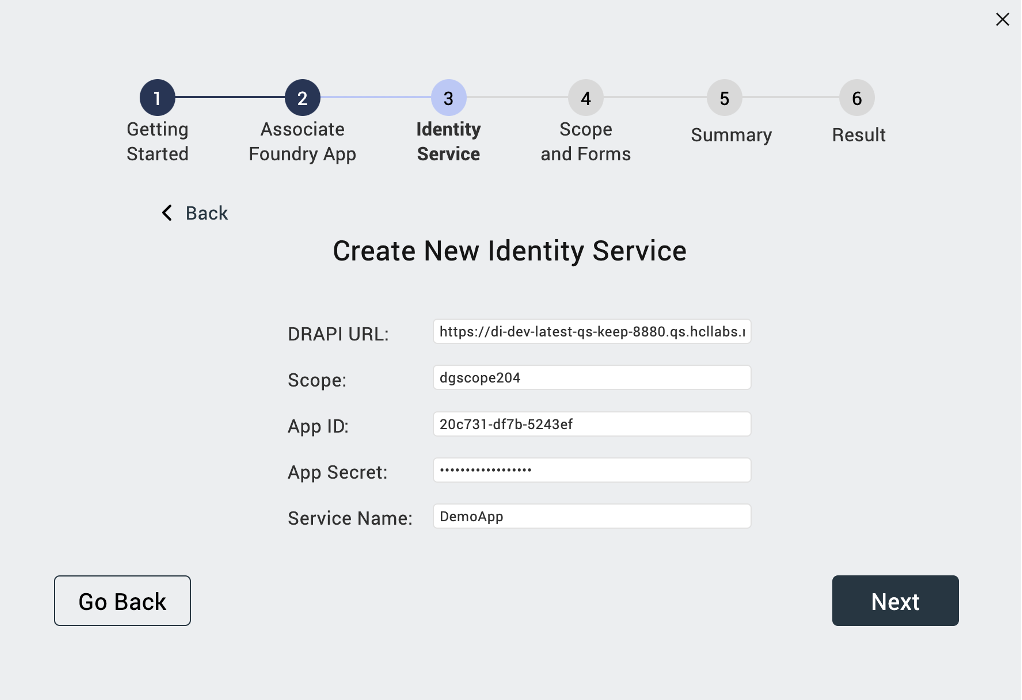 1
2
3
4
5
6
Getting
Started
Associate
Foundry App
Identity
Service
Scope
and Forms
Summary
Result
Back
Create New Identity Service
DRAPI URL: https://di-dev-latest-qs-keep-8880.qs.hcllabs.
Scope: dgscope204
App ID: 20c731-df7b-5243ef
App Secret: ••••••••••••••••••
Service Name: DemoApp
Go Back
Next